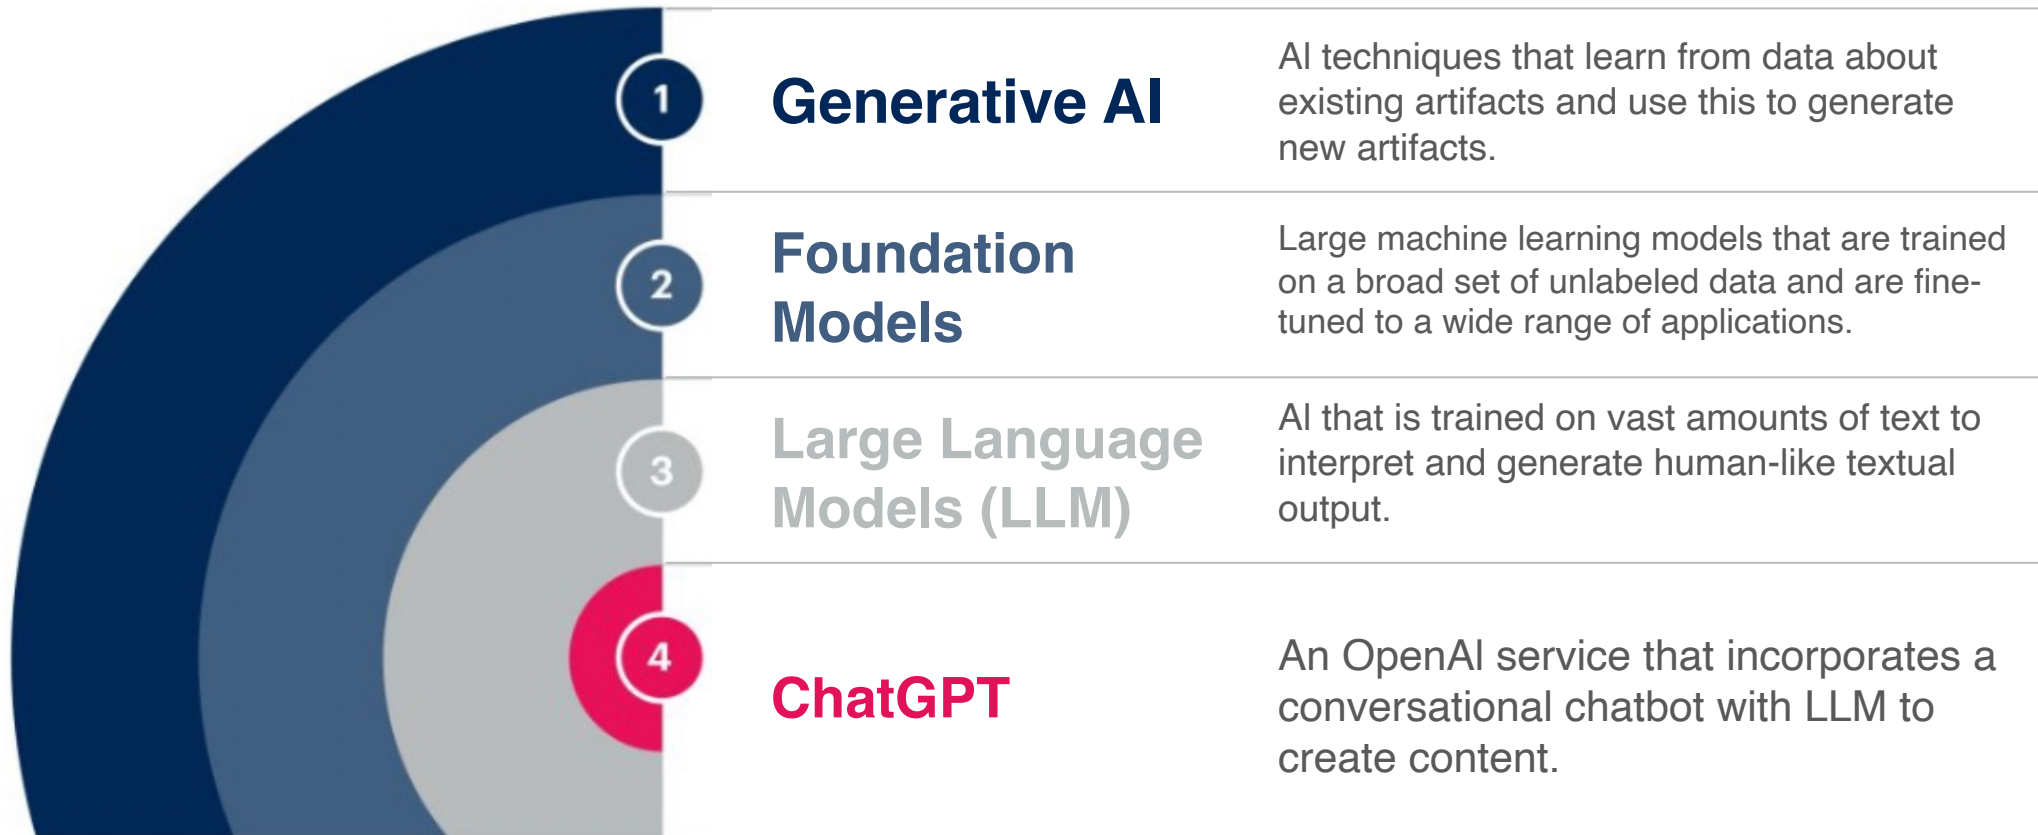 1
Generative AI
AI techniques that learn from data about
existing artifacts and use this to generate
new artifacts.
2
Foundation
Models
Large machine learning models that are trained
on a broad set of unlabeled data and are fine-
tuned to a wide range of applications.
3
Large Language
Models (LLM)
AI that is trained on vast amounts of text to
interpret and generate human-like textual
output.
4
ChatGPT
An OpenAI service that incorporates a
conversational chatbot with LLM to
create content.